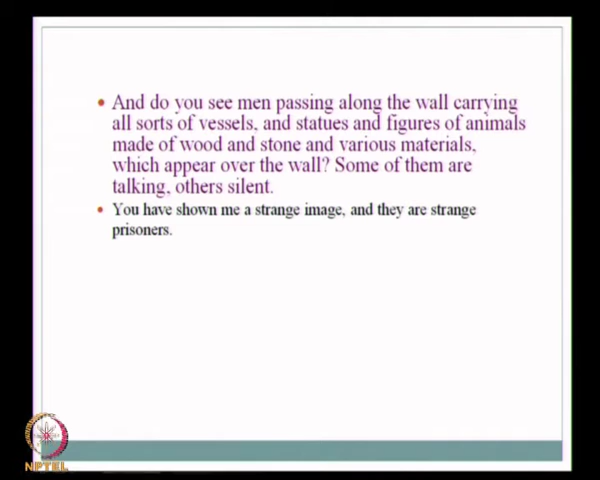 And do you see men passing along the wall carrying
all sorts of vessels, and statues and figures of animals
made of wood and stone and various materials,
which appear over the wall? Some of them are
talking, others silent.
You have shown me a strange image, and they are strange
prisoners.
NPTEL